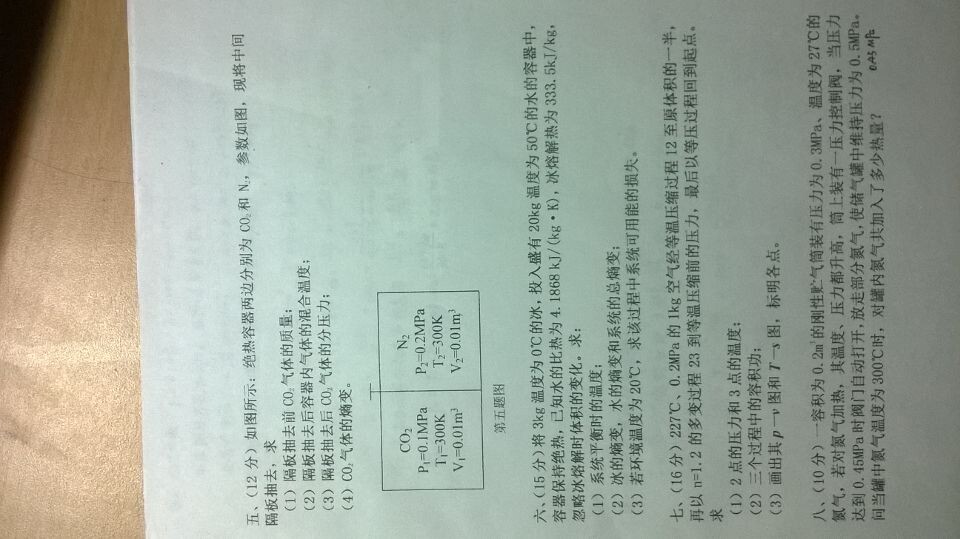 五、（12 分）如图所示：绝热容器两边分别为 CO₂ 和 N₂，参数如图，现将中间
隔板抽去，求
（1）隔板抽去前 CO₂ 气体的质量；
（2）隔板抽去后容器内气体的混合温度；
（3）隔板抽去后 CO₂ 气体的分压力；
（4）CO₂ 气体的熵变。
CO₂
P₁=0.1MPa
T₁=300K
V₁=0.01m³
N₂
P₂=0.2MPa
T₂=300K
V₂=0.01m³
第五题图
六、（15 分）将 3kg 温度为 0℃的冰，投入盛有 20kg 温度为 50℃的水的容器中，
容器保持绝热，已知水的比热为 4.1868 kJ/(kg·K)，冰熔解热为 333.5kJ/kg，
忽略冰熔解时体积的变化。求：
（1）系统平衡时的温度；
（2）冰的熵变，水的熵变和系统的总熵变；
（3）若环境温度为 20℃，求该过程中系统可用能的损失。
七、（16 分）227℃、0.2MPa 的 1kg 空气经等温压缩过程 12 至原体积的一半，
再以 n=1.2 的多变过程 23 到等温压缩前的压力，最后以等压过程回到起点。
求
（1）2 点的压力和 3 点的温度；
（2）三个过程中的容积功；
（3）画出其 p—v 图和 T—s 图，标明各点。
八、（10 分）一容积为 0.2m³的刚性贮气筒装有压力为 0.3MPa、温度为 27℃的
氮气，若对氮气加热，其温度、压力都升高，筒上装有一压力控制阀，当压力
达到 0.45MPa 时阀门自动打开，放走部分氮气，使储气罐中维持压力为 0.5MPa。
问当罐中氮气温度为 300℃时，对罐内氮气共加入了多少热量？ 0.45 MPa